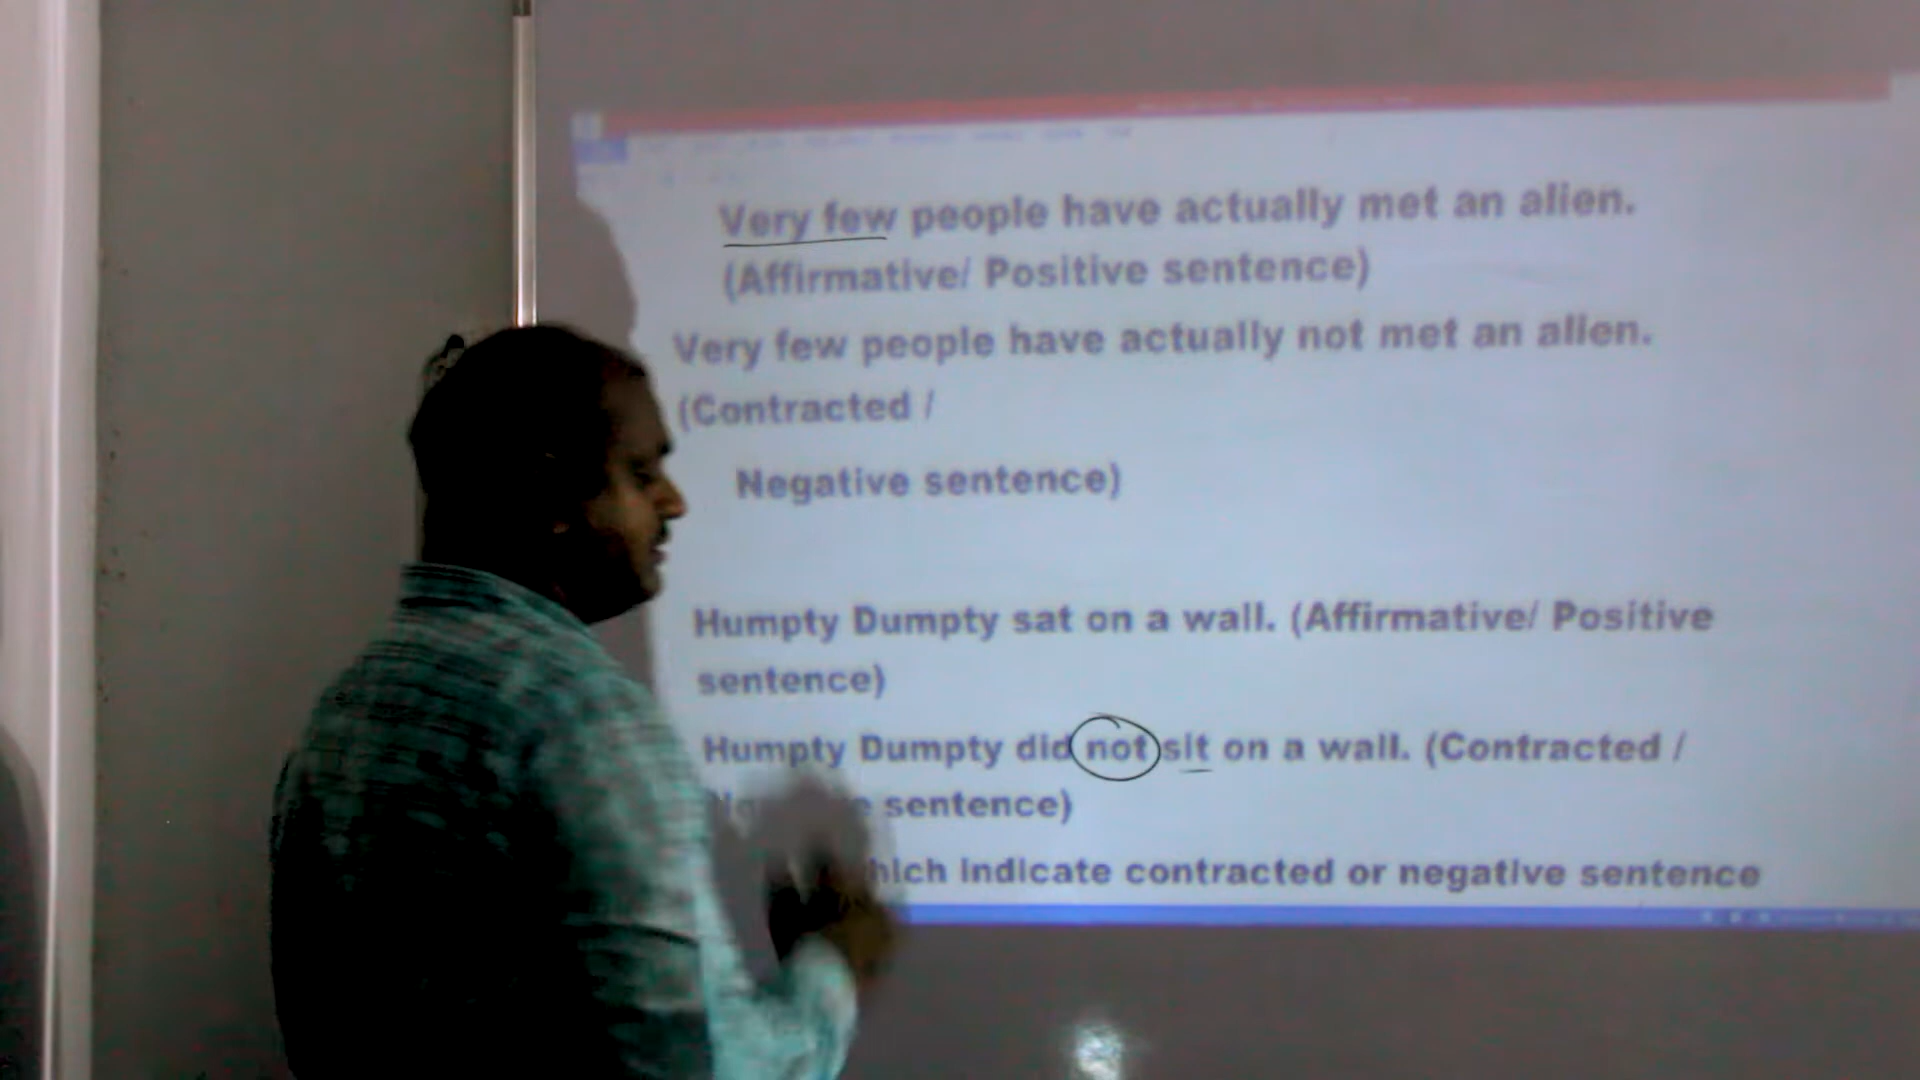 Very few people have actually met an alien.
(Affirmative/ Positive sentence)
Very few people have actually not met an alien.
(Contracted /
Negative sentence)
Humpty Dumpty sat on a wall. (Affirmative/ Positive
sentence)
Humpty Dumpty did not sit on a wall. (Contracted /
sentence)
indicate contracted or negative sentence